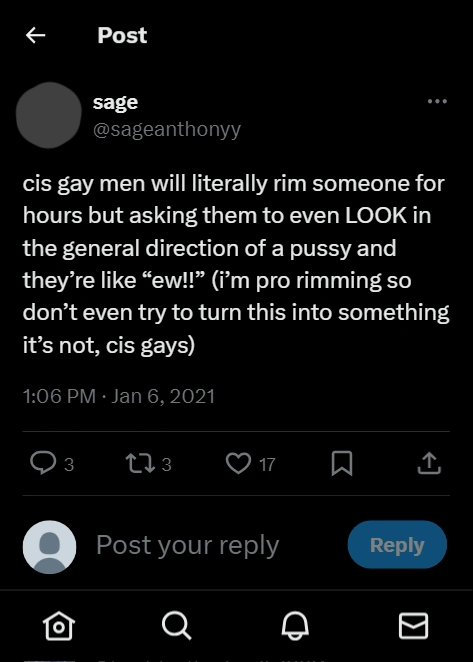 Post
sage
@sageanthonyy
cis gay men will literally rim someone for
hours but asking them to even LOOK in
the general direction of a pussy and
they're like “ew!!” (i'm pro rimming so
don't even try to turn this into something
it's not, cis gays)
1:06 PM · Jan 6, 2021
3
3
17
Post your reply
Reply